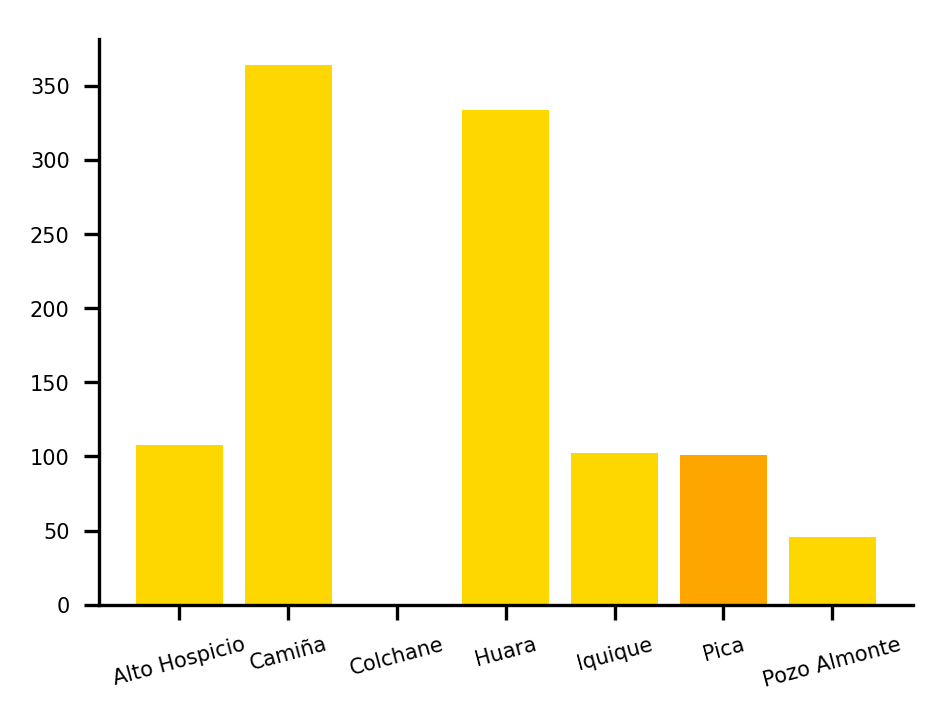 350
300
250
200
150
100
50
0
Alto Hospicio
Camiña
Colchane
Huara
Iquique
Pica
Pozo Almonte